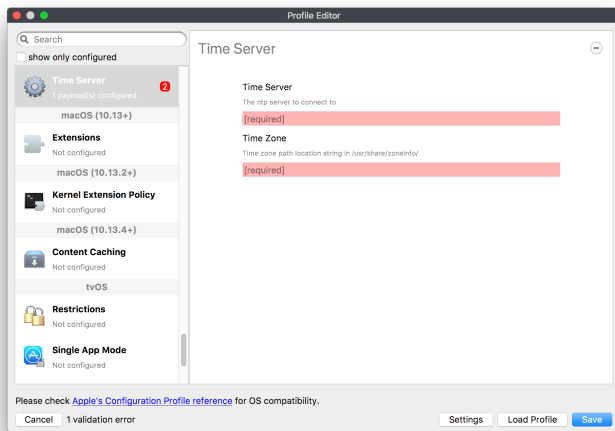 Profile Editor
Search
show only configured
Time Server
1 payload(s) configured.
2
macOS (10.13+)
Extensions
Not configured
macOS (10.13.2+)
Kernel Extension Policy
Not configured
macOS (10.13.4+)
Content Caching
Not configured
tvOS
Restrictions
Not configured
Single App Mode
Not configured
Time Server
Time Server
The ntp server to connect to
[required]
Time Zone
Time zone path location string in /usr/share/zoneinfo/
[required]
Please check Apple's Configuration Profile reference for OS compatibility.
Cancel 1 validation error Settings Load Profile Save